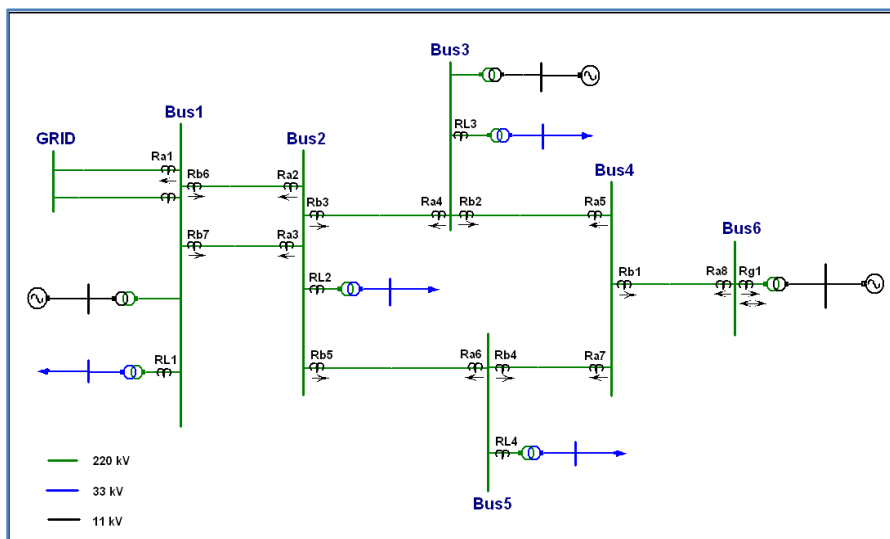 Bus3
Bus1
RL3
GRID
Bus2
Ra1
Rb6
Ra2
Bus4
Rb3
Ra4
Rb2
Ra5
Rb7
Ra3
Bus6
RL2
Rb1
Ra8
Rg1
RL1
Rb5
Ra6
Rb4
Ra7
RL4
220 kV
33 kV
Bus5
11 kV